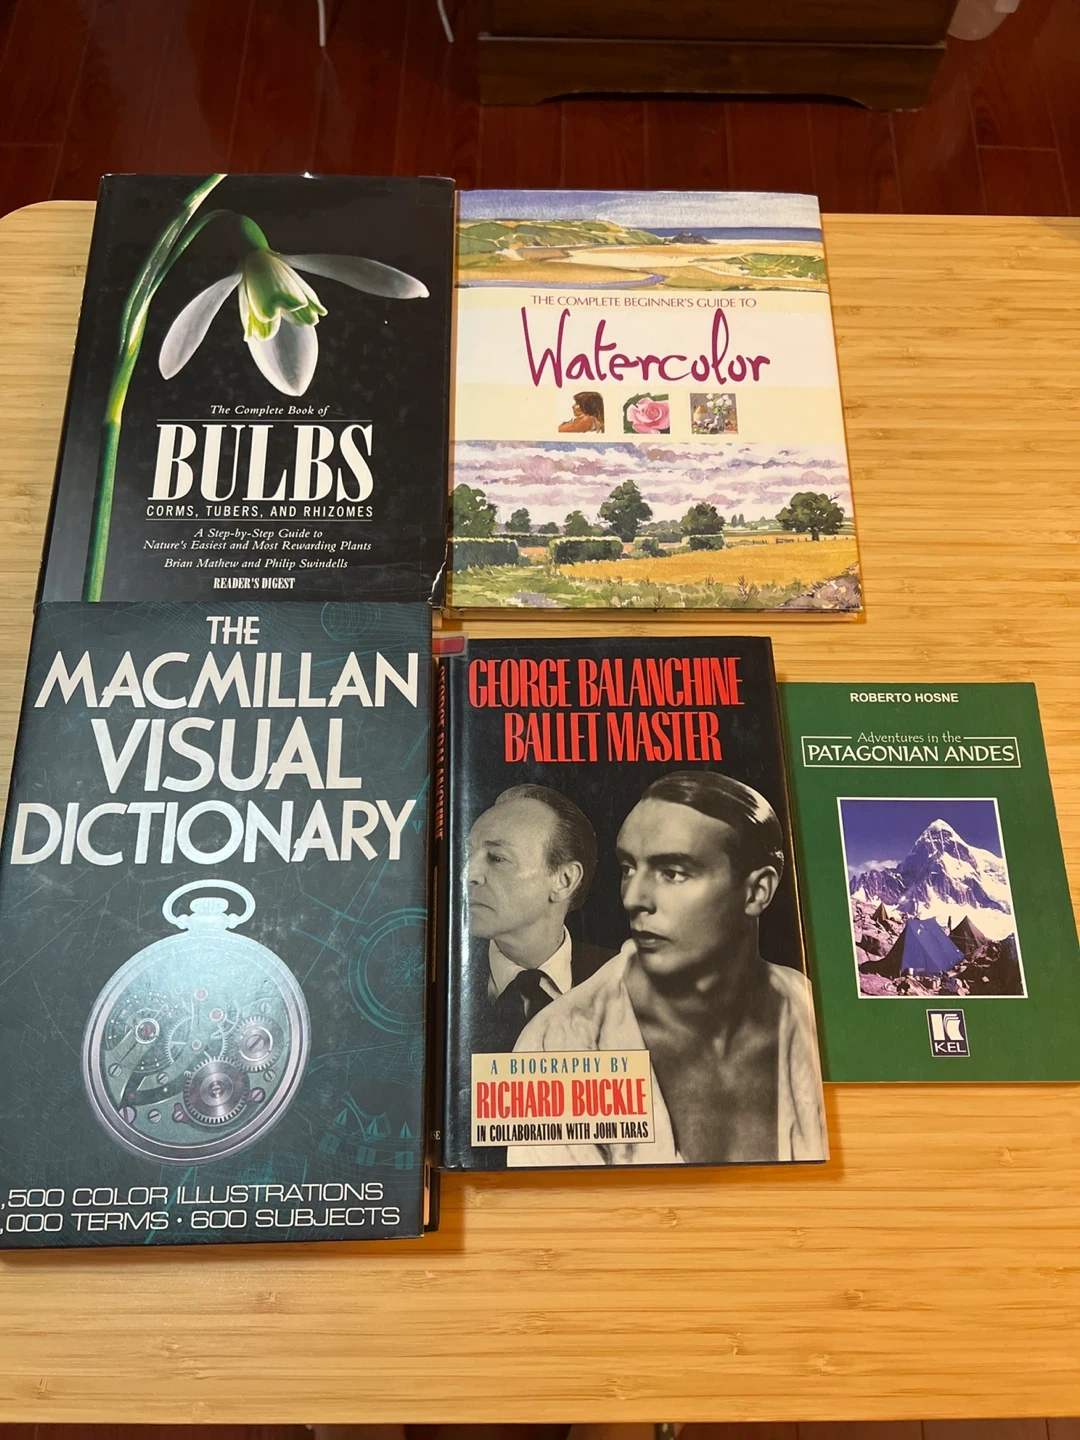 The Complete Book of
BULBS
CORMS, TUBERS, AND RHIZOMES
A Step-by-Step Guide to
Nature's Easiest and Most Rewarding Plants
Brian Mathew and Philip Swindells
READER'S DIGEST
THE COMPLETE BEGINNER'S GUIDE TO
Watercolor
THE
MACMILLAN
VISUAL
DICTIONARY
,500 COLOR ILLUSTRATIONS
,000 TERMS · 600 SUBJECTS
GEORGE BALANCHINE
BALLET MASTER
A BIOGRAPHY BY
RICHARD BUCKLE
IN COLLABORATION WITH JOHN TARAS
GEORGE BALANCHINE
ROBERTO HOSNE
Adventures in the
PATAGONIAN ANDES
KEL